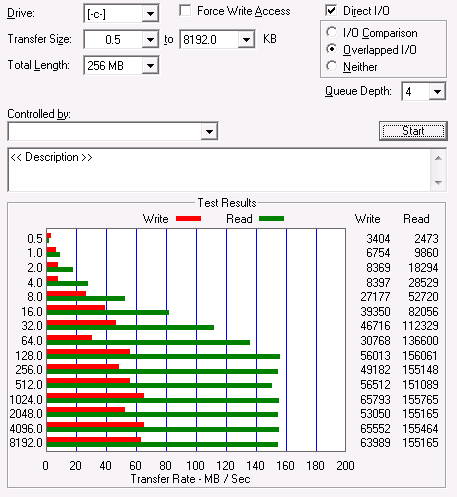 Drive: [-c-] Force Write Access Direct I/O
Transfer Size: 0.5 to 8192.0 KB I/O Comparison
Overlapped I/O
Total Length: 256 MB Neither
Queue Depth: 4
Controlled by:
Start
<< Description >>
Test Results
Write Read Write Read
0.5 3404 2473
1.0 6754 9860
2.0 8369 18294
4.0 8397 28529
8.0 27177 52720
16.0 39350 82056
32.0 46716 112329
64.0 30768 136600
128.0 56013 156061
256.0 49182 155148
512.0 56512 151089
1024.0 65793 155765
2048.0 53050 155165
4096.0 65552 155464
8192.0 63989 155165
0 20 40 60 80 100 120 140 160 180 200
Transfer Rate - MB / Sec